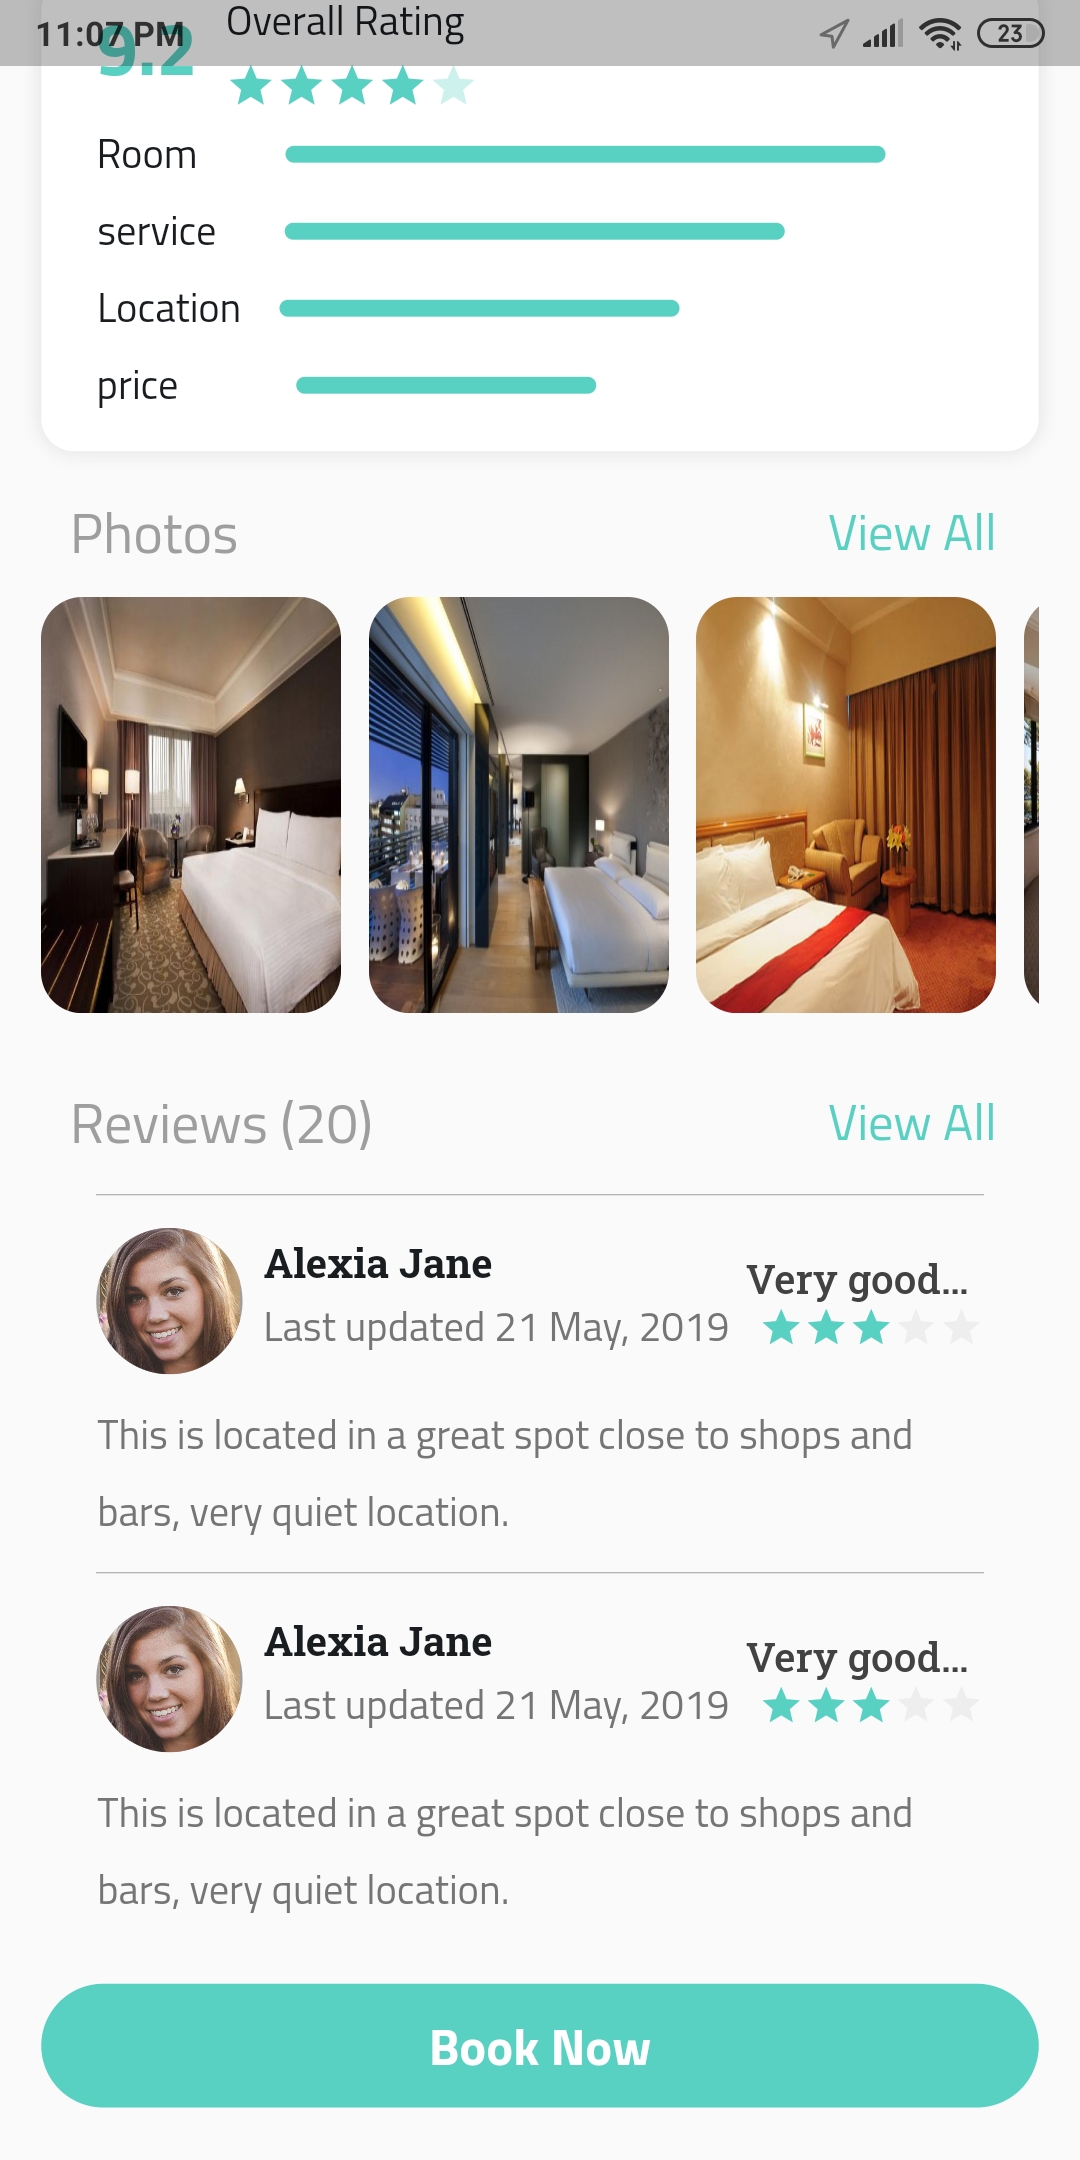 11:07 PM
23
9.2
Overall Rating
Room
service
Location
price
Photos
View All
Reviews (20)
View All
Alexia Jane
Very good...
Last updated 21 May, 2019
This is located in a great spot close to shops and
bars, very quiet location.
Alexia Jane
Very good...
Last updated 21 May, 2019
This is located in a great spot close to shops and
bars, very quiet location.
Book Now